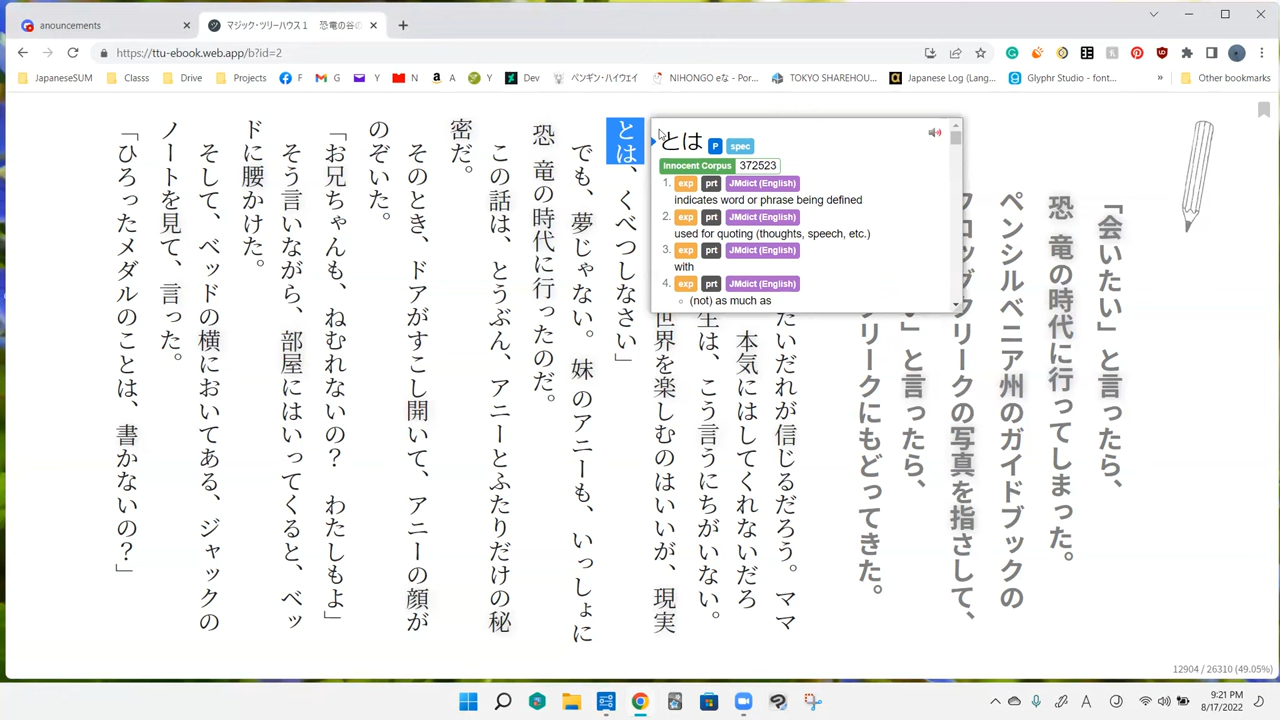 anouncements
マジック・ツリーハウス１ 恐竜の谷の
https://ttu-ebook.web.app/b?id=2
JapaneseSUM
Classs
Drive
Projects
F
G
Y
N
A
Y
Dev
ペンギン・ハイウェイ
NIHONGO eな - Por...
TOKYO SHAREHOU...
Japanese Log (Lang...
Glyphr Studio - font...
»
Other bookmarks
「会いたい」と言ったら、
恐竜の時代に行ってしまった。
ペンシルベニア州のガイドブックの
フロッグクリークの写真を指さして、
い」と言ったら、
クリークにもどってきた。
たいだれが信じるだろう。ママ
本気にはしてくれないだろ
生は、こう言うにちがいない。
世界を楽しむのはいいが、現実
とは、くべつしなさい」
でも、夢じゃない。妹のアニーも、いっしょに
恐竜の時代に行ったのだ。
この話は、とうぶん、アニーとふたりだけの秘
密だ。
そのとき、ドアがすこし開いて、アニーの顔が
のぞいた。
「お兄ちゃんも、ねむれないの？ わたしもよ」
そう言いながら、部屋にはいってくると、ベッ
ドに腰かけた。
そして、ベッドの横においてある、ジャックの
ノートを見て、言った。
「ひろったメダルのことは、書かないの？」
とは P spec
Innocent Corpus 372523
1. exp prt JMdict (English)
indicates word or phrase being defined
2. exp prt JMdict (English)
used for quoting (thoughts, speech, etc.)
3. exp prt JMdict (English)
with
4. exp prt JMdict (English)
(not) as much as
12904 / 26310 (49.05%)
9:21 PM
8/17/2022